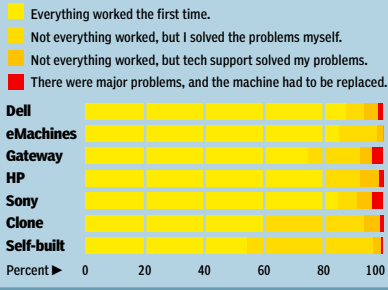 Everything worked the first time.
Not everything worked, but I solved the problems myself.
Not everything worked, but tech support solved my problems.
There were major problems, and the machine had to be replaced.
Dell
eMachines
Gateway
HP
Sony
Clone
Self-built
Percent ▶ 0 20 40 60 80 100